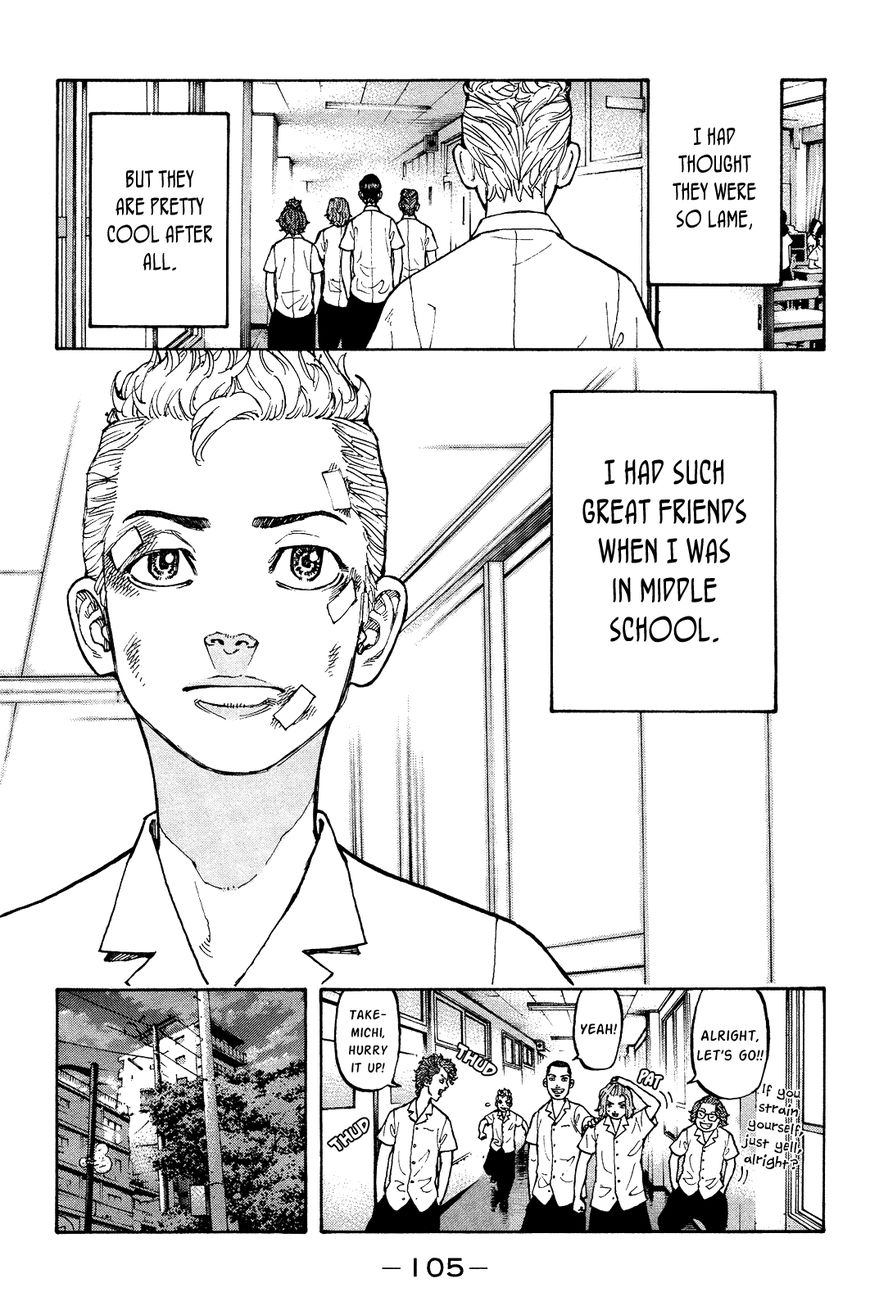 I HAD
THOUGHT
THEY WERE
SO LAME,
BUT THEY
ARE PRETTY
COOL AFTER
ALL.
I HAD SUCH
GREAT FRIENDS
WHEN I WAS
IN MIDDLE
SCHOOL.
ALRIGHT,
LET'S GO!!
YEAH!
PAT
If you
strain
yourself,
just yell,
alright?
THUD
TAKE-
MICHI,
HURRY
IT UP!
THUD
—105—